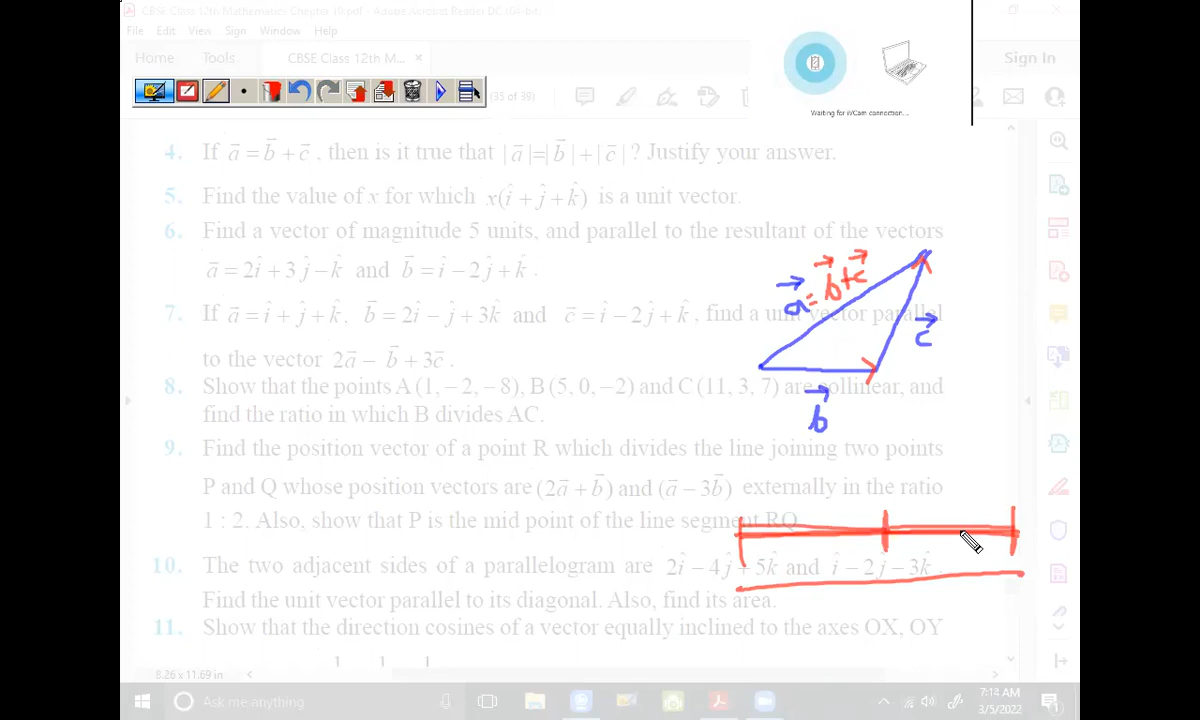 CBSE Class 12th Mathematics Chapter 10.pdf - Adobe Acrobat Reader DC (64-bit)
File Edit View Sign Window Help
Home Tools CBSE Class 12th M... × Sign In
(35 of 39)
Waiting for WCam connection...
4. If a⃗ = b⃗ + c⃗, then is it true that |a⃗|=|b⃗|+|c⃗|? Justify your answer.
5. Find the value of x for which x(î + ĵ + k̂) is a unit vector.
6. Find a vector of magnitude 5 units, and parallel to the resultant of the vectors
a⃗ = 2î + 3ĵ − k̂ and b⃗ = î − 2ĵ + k̂.
7. If a⃗ = î + ĵ + k̂, b⃗ = 2î − ĵ + 3k̂ and c⃗ = î − 2ĵ + k̂, find a unit vector parallel
to the vector 2a⃗ − b⃗ + 3c⃗.
8. Show that the points A (1, − 2, − 8), B (5, 0, − 2) and C (11, 3, 7) are collinear, and
find the ratio in which B divides AC.
9. Find the position vector of a point R which divides the line joining two points
P and Q whose position vectors are (2a⃗ + b⃗) and (a⃗ − 3b⃗) externally in the ratio
1 : 2. Also, show that P is the mid point of the line segment RQ.
10. The two adjacent sides of a parallelogram are 2î − 4ĵ + 5k̂ and î − 2ĵ − 3k̂.
Find the unit vector parallel to its diagonal. Also, find its area.
11. Show that the direction cosines of a vector equally inclined to the axes OX, OY
1 1 1
a⃗ = b⃗ + c⃗
c⃗
b⃗
8.26 x 11.69 in
Ask me anything
7:14 AM
3/5/2022